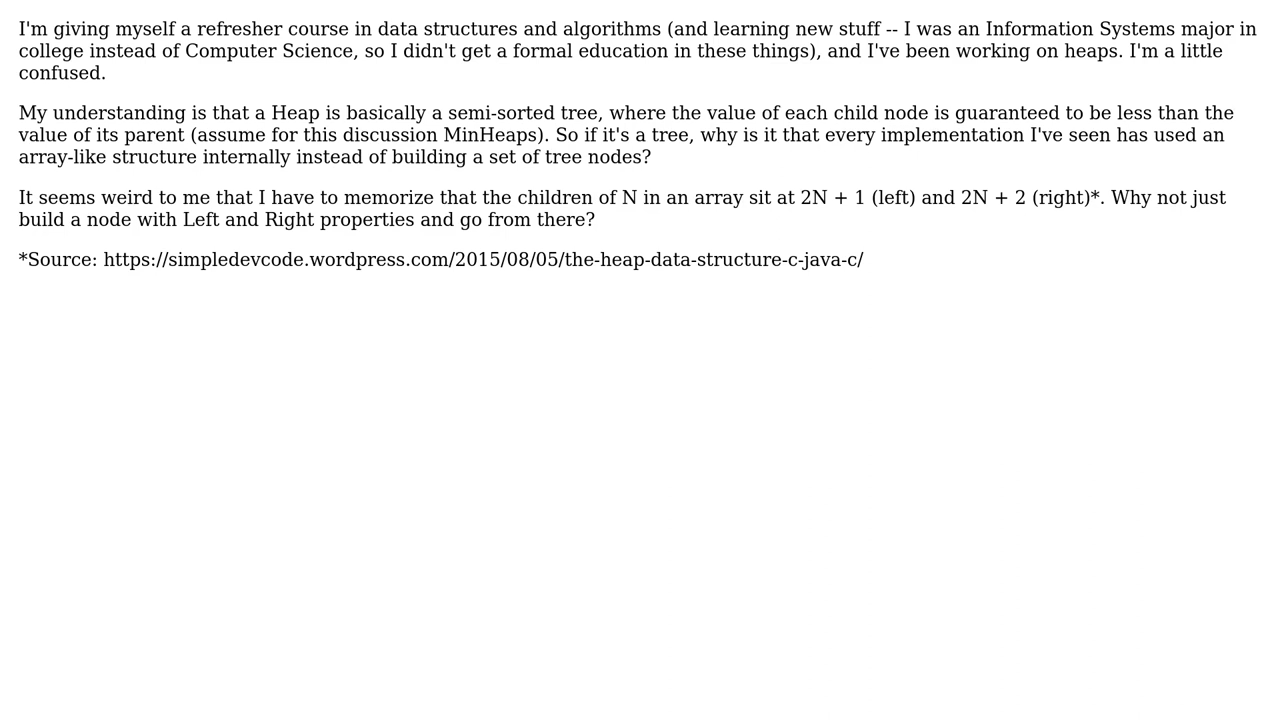 I'm giving myself a refresher course in data structures and algorithms (and learning new stuff -- I was an Information Systems major in
college instead of Computer Science, so I didn't get a formal education in these things), and I've been working on heaps. I'm a little
confused.
My understanding is that a Heap is basically a semi-sorted tree, where the value of each child node is guaranteed to be less than the
value of its parent (assume for this discussion MinHeaps). So if it's a tree, why is it that every implementation I've seen has used an
array-like structure internally instead of building a set of tree nodes?
It seems weird to me that I have to memorize that the children of N in an array sit at 2N + 1 (left) and 2N + 2 (right)*. Why not just
build a node with Left and Right properties and go from there?
*Source: https://simpledevcode.wordpress.com/2015/08/05/the-heap-data-structure-c-java-c/